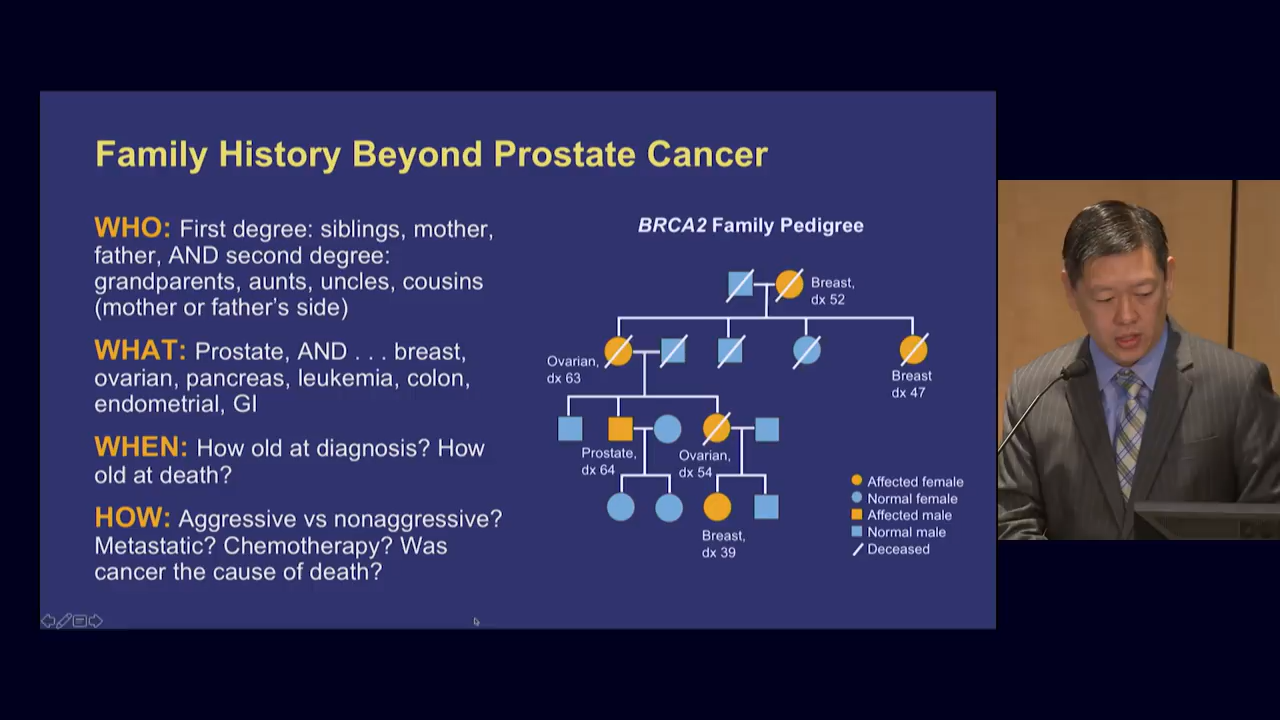 Family History Beyond Prostate Cancer
WHO: First degree: siblings, mother,
father, AND second degree:
grandparents, aunts, uncles, cousins
(mother or father's side)
WHAT: Prostate, AND . . . breast,
ovarian, pancreas, leukemia, colon,
endometrial, GI
WHEN: How old at diagnosis? How
old at death?
HOW: Aggressive vs nonaggressive?
Metastatic? Chemotherapy? Was
cancer the cause of death?
BRCA2 Family Pedigree
Breast,
dx 52
Ovarian,
dx 63
Breast
dx 47
Prostate,
dx 64
Ovarian,
dx 54
Breast,
dx 39
Affected female
Normal female
Affected male
Normal male
Deceased